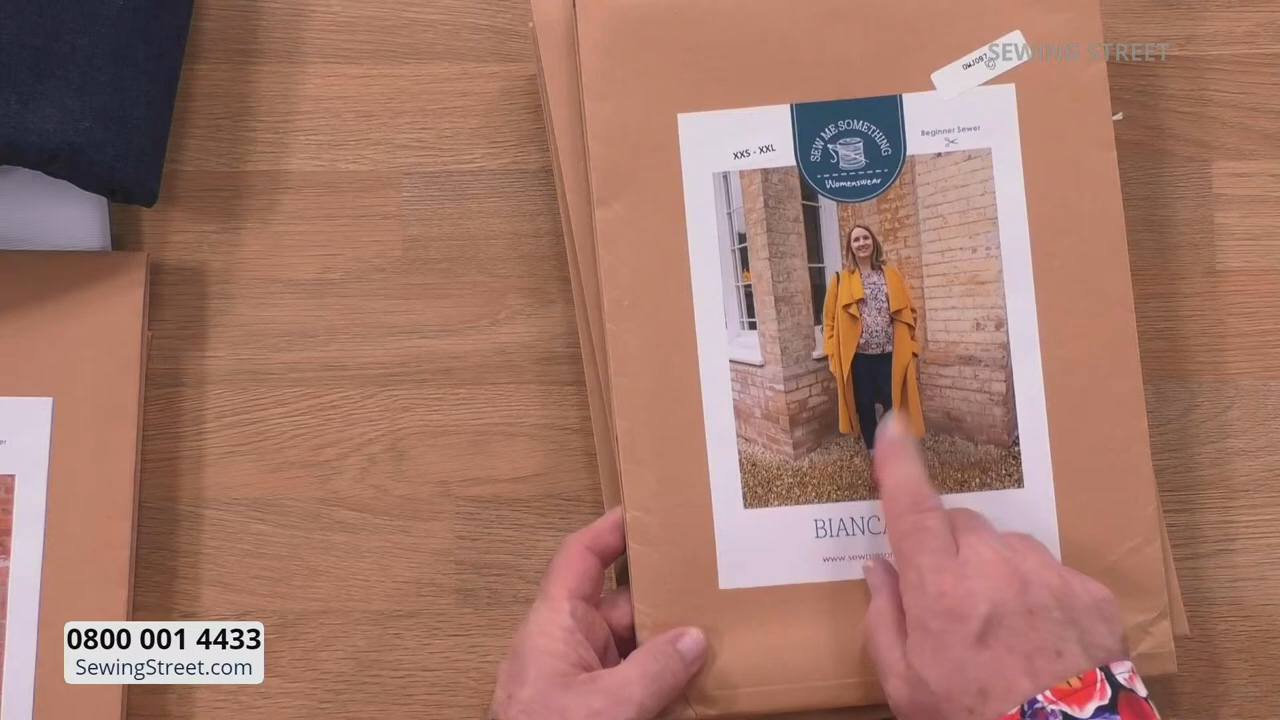 SEWING STREET
XXS - XXL
SEW ME SOMETHING
Womenswear
Beginner Sewer
BIANCA
0800 001 4433
SewingStreet.com